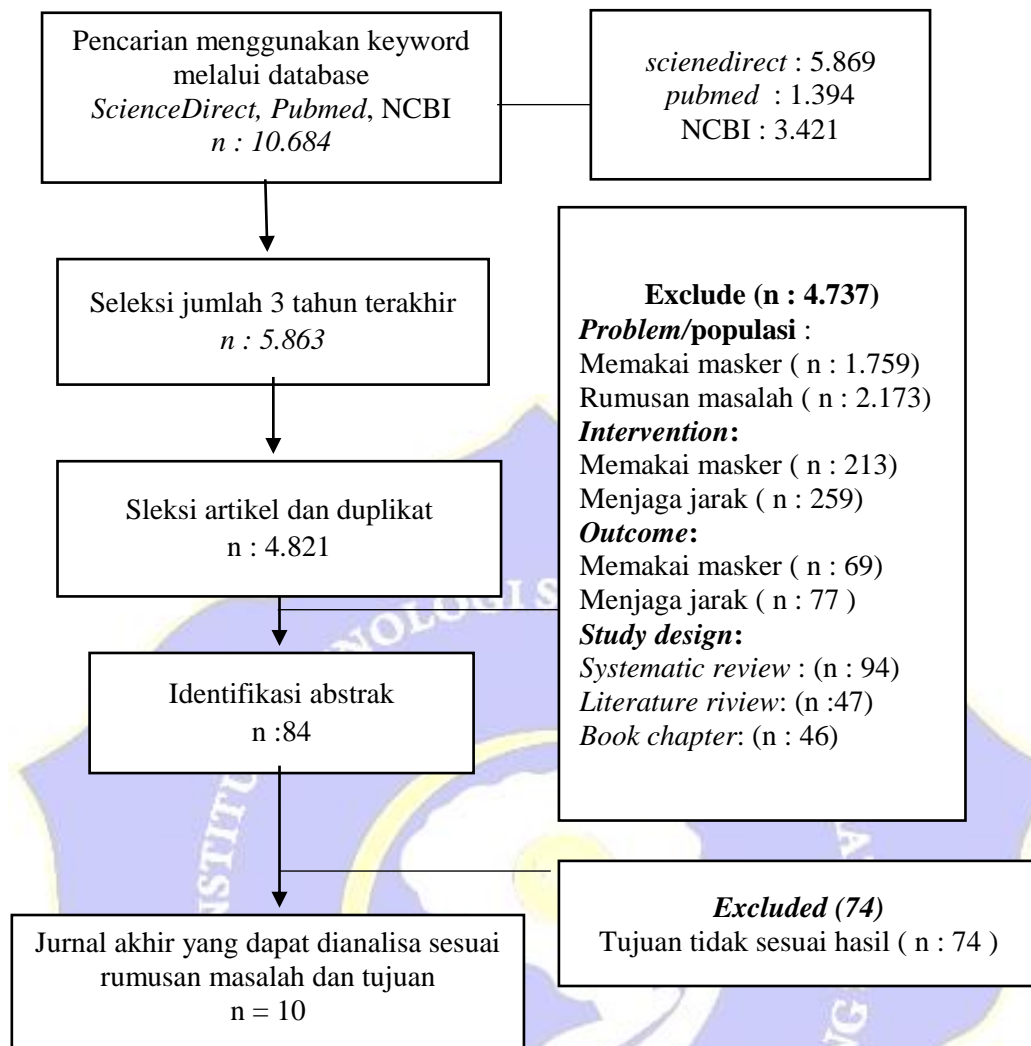 Pencarian menggunakan keyword
melalui database
ScienceDirect, Pubmed, NCBI
n : 10.684
scienedirect : 5.869
pubmed : 1.394
NCBI : 3.421
Seleksi jumlah 3 tahun terakhir
n : 5.863
Sleksi artikel dan duplikat
n : 4.821
Exclude (n : 4.737)
Problem/populasi :
Memakai masker ( n : 1.759)
Rumusan masalah ( n : 2.173)
Intervention:
Memakai masker ( n : 213)
Menjaga jarak ( n : 259)
Outcome:
Memakai masker ( n : 69)
Menjaga jarak ( n : 77 )
Study design:
Systematic review : (n : 94)
Literature riview: (n :47)
Book chapter: (n : 46)
Identifikasi abstrak
n :84
Excluded (74)
Tujuan tidak sesuai hasil ( n : 74 )
Jurnal akhir yang dapat dianalisa sesuai
rumusan masalah dan tujuan
n = 10